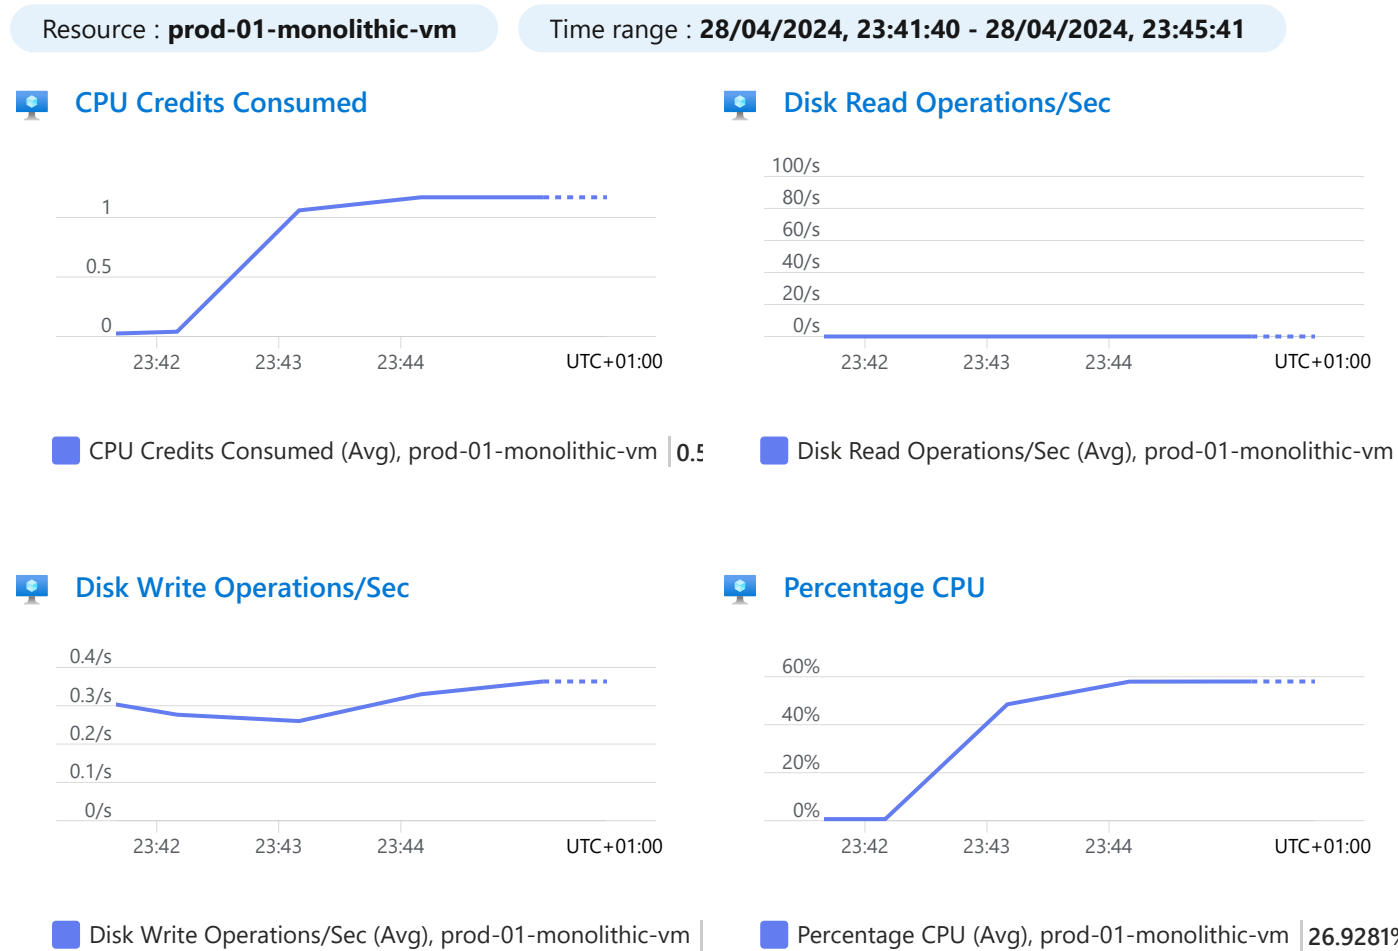 Resource : prod-01-monolithic-vm
Time range : 28/04/2024, 23:41:40 - 28/04/2024, 23:45:41
CPU Credits Consumed
1
0.5
0
23:42 23:43 23:44 UTC+01:00
CPU Credits Consumed (Avg), prod-01-monolithic-vm 0.5
Disk Read Operations/Sec
100/s
80/s
60/s
40/s
20/s
0/s
23:42 23:43 23:44 UTC+01:00
Disk Read Operations/Sec (Avg), prod-01-monolithic-vm
Disk Write Operations/Sec
0.4/s
0.3/s
0.2/s
0.1/s
0/s
23:42 23:43 23:44 UTC+01:00
Disk Write Operations/Sec (Avg), prod-01-monolithic-vm
Percentage CPU
60%
40%
20%
0%
23:42 23:43 23:44 UTC+01:00
Percentage CPU (Avg), prod-01-monolithic-vm 26.9281%